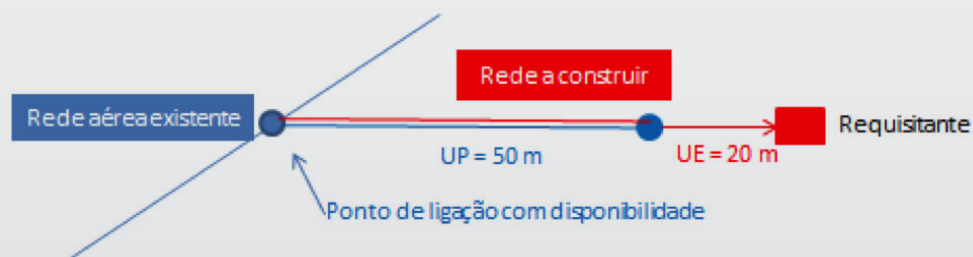 Rede a construir
Rede aérea existente
Requisitante
UP = 50 m
UE = 20 m
Ponto de ligação com disponibilidade